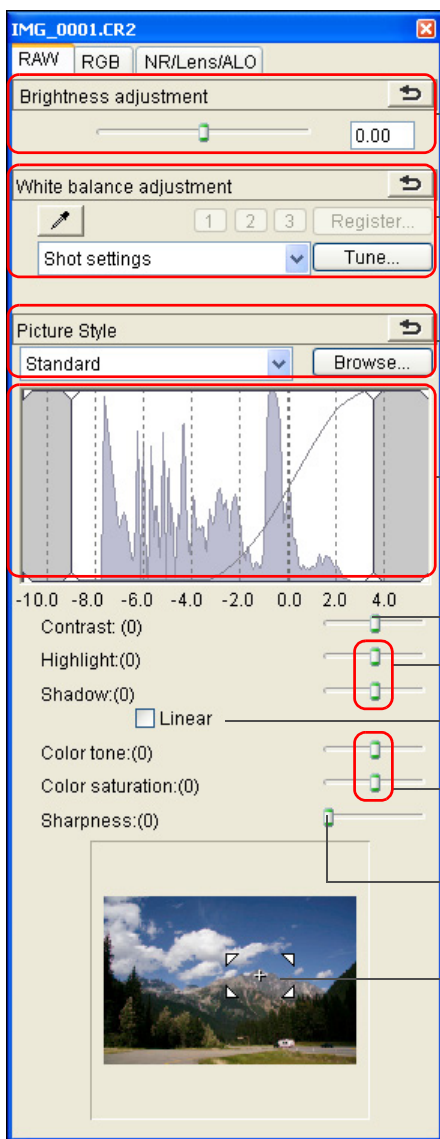 IMG_0001.CR2
RAW RGB NR/Lens/ALO
Brightness adjustment
0.00
White balance adjustment
1 2 3 Register...
Shot settings Tune...
Picture Style
Standard Browse...
-10.0 -8.0 -6.0 -4.0 -2.0 0.0 2.0 4.0
Contrast: (0)
Highlight:(0)
Shadow:(0)
Linear
Color tone:(0)
Color saturation:(0)
Sharpness:(0)